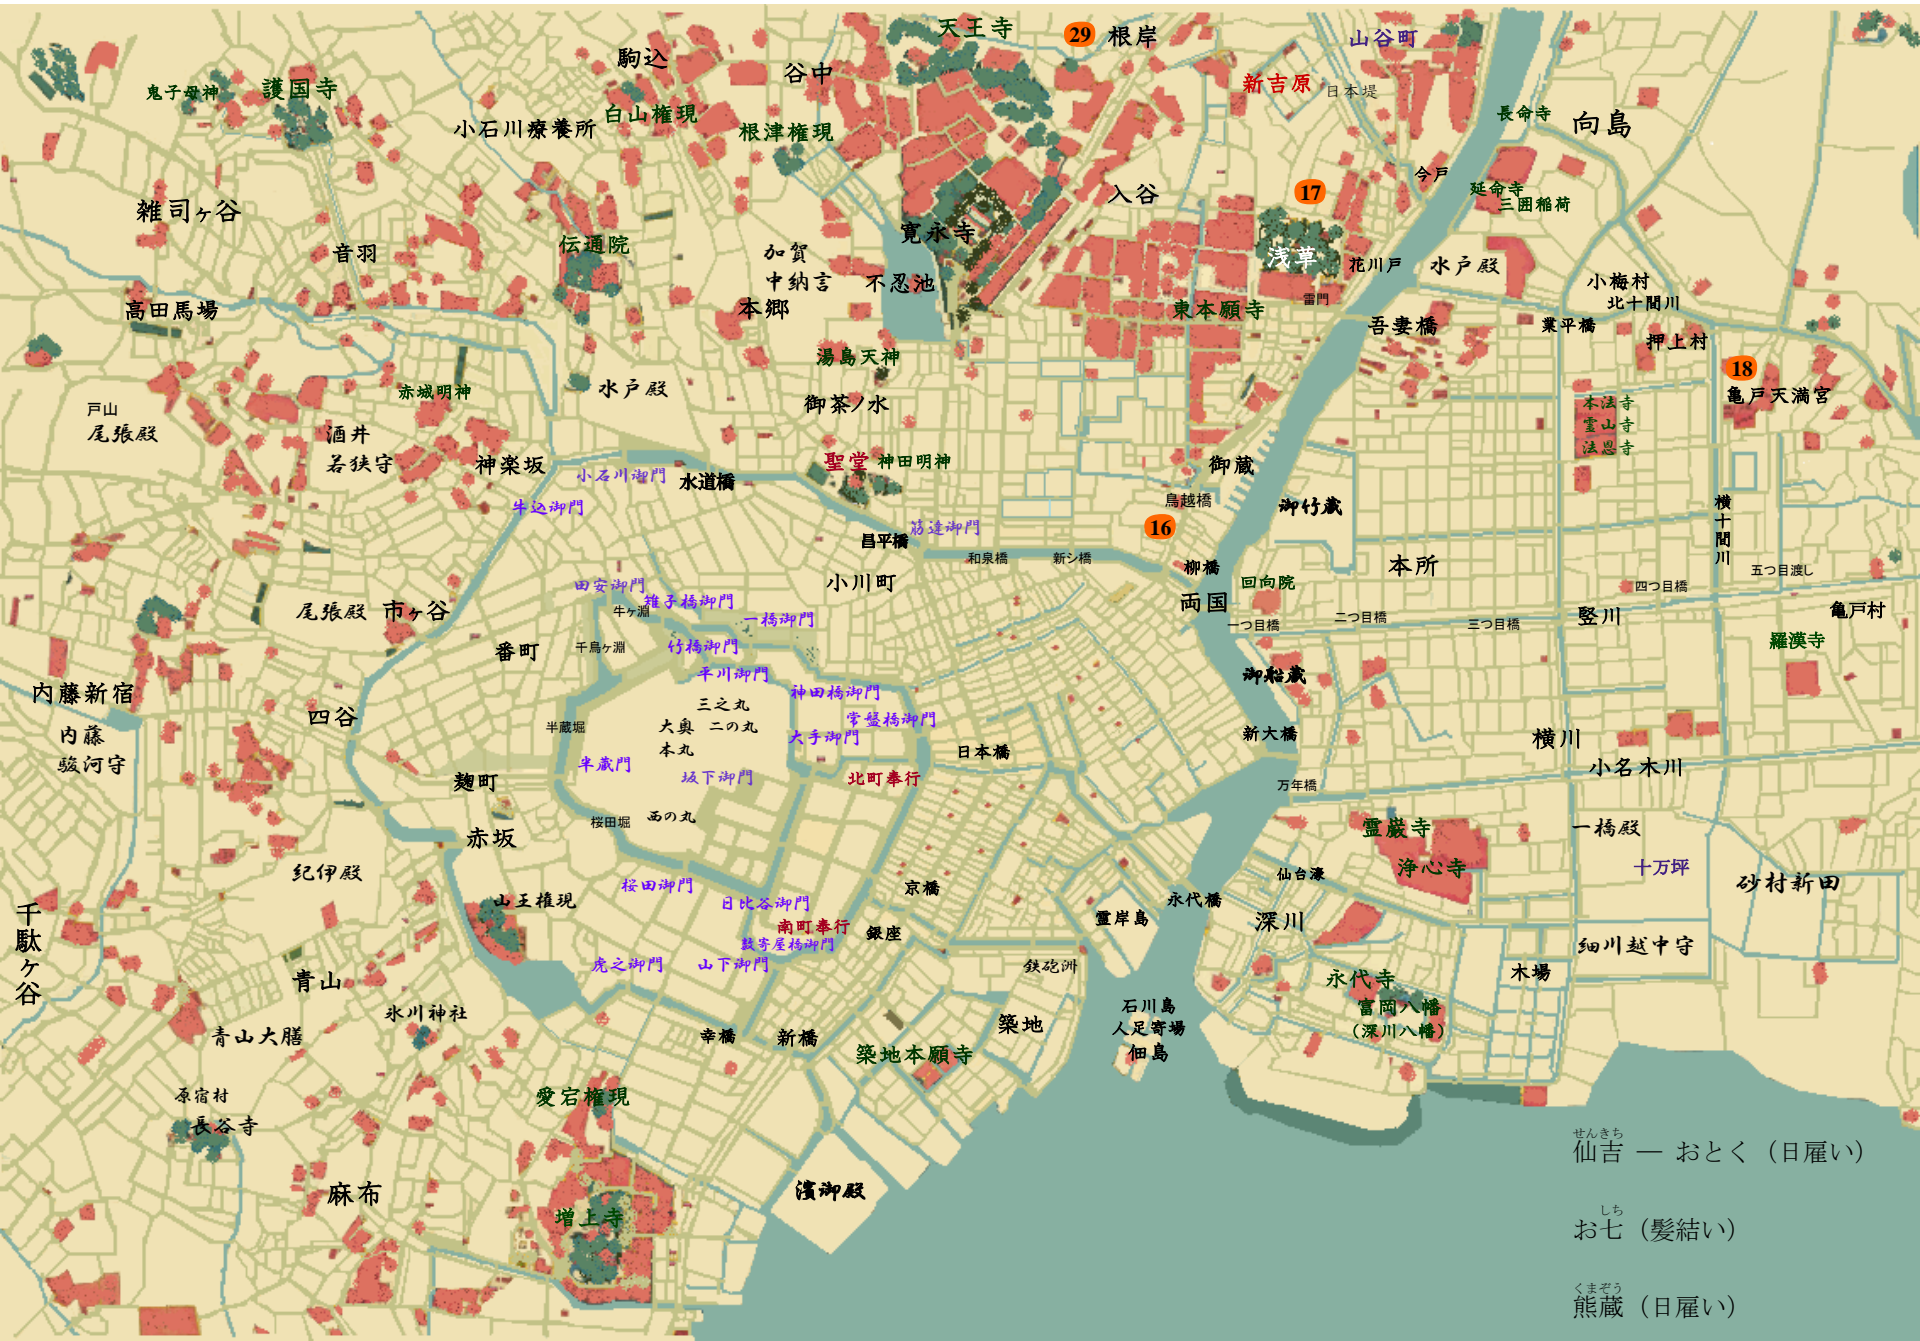 天王寺
29
根岸
駒込
谷中
山谷町
新吉原
日本堤
鬼子母神
護国寺
白山権現
小石川療養所
根津権現
長命寺
向島
今戸
入谷
17
延命寺
三囲稲荷
雑司ヶ谷
音羽
伝通院
加賀
中納言
本郷
寛永寺
不忍池
浅草
花川戸
水戸殿
小梅村
北十間川
高田馬場
東本願寺
雷門
吾妻橋
業平橋
押上村
湯島天神
18
亀戸天満宮
赤城明神
水戸殿
御茶ノ水
戸山
尾張殿
酒井
若狭守
本法寺
霊山寺
法恩寺
神楽坂
小石川御門
水道橋
聖堂
神田明神
御蔵
鳥越橋
御竹蔵
横十間川
牛込御門
筋違御門
昌平橋
16
和泉橋
新シ橋
柳橋
本所
五つ目渡し
田安御門
雉子橋御門
小川町
回向院
四つ目橋
牛ヶ淵
一橋御門
両国
一つ目橋
二つ目橋
三つ目橋
竪川
亀戸村
尾張殿
市ヶ谷
番町
千鳥ヶ淵
竹橋御門
羅漢寺
平川御門
御船蔵
内藤新宿
神田橋御門
四谷
三之丸
大奥
二の丸
本丸
常盤橋御門
大手御門
半蔵堀
内藤
駿河守
新大橋
横川
日本橋
半蔵門
坂下御門
北町奉行
小名木川
麹町
万年橋
桜田堀
西の丸
赤坂
霊巌寺
浄心寺
一橋殿
十万坪
砂村新田
紀伊殿
桜田御門
京橋
仙台濠
山王権現
日比谷御門
永代橋
千駄ヶ谷
南町奉行
銀座
霊岸島
深川
数寄屋橋御門
細川越中守
虎之御門
山下御門
鉄砲洲
木場
青山
永代寺
富岡八幡
（深川八幡）
氷川神社
石川島
人足寄場
佃島
青山大膳
幸橋
新橋
築地
築地本願寺
原宿村
長谷寺
愛宕権現
麻布
濱御殿
増上寺
せんきち
仙吉 ― おとく（日雇い）
しち
お七（髪結い）
くまぞう
熊蔵（日雇い）